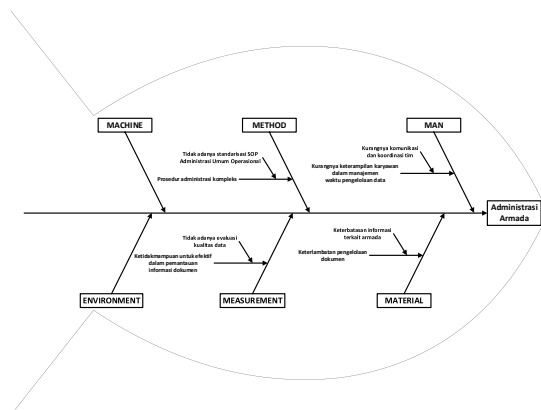 MACHINE
METHOD
MAN
Tidak adanya standarisasi SOP
Administrasi Umum Operasional
Prosedur administrasi kompleks
Kurangnya komunikasi
dan koordinasi tim
Kurangnya keterampilan karyawan
dalam manajemen
waktu pengelolaan data
Administrasi
Armada
Tidak adanya evaluasi
kualitas data
Ketidakmampuan untuk efektif
dalam pemantauan
informasi dokumen
Keterbatasan informasi
terkait armada
Keterlambatan pengelolaan
dokumen
ENVIRONMENT
MEASUREMENT
MATERIAL